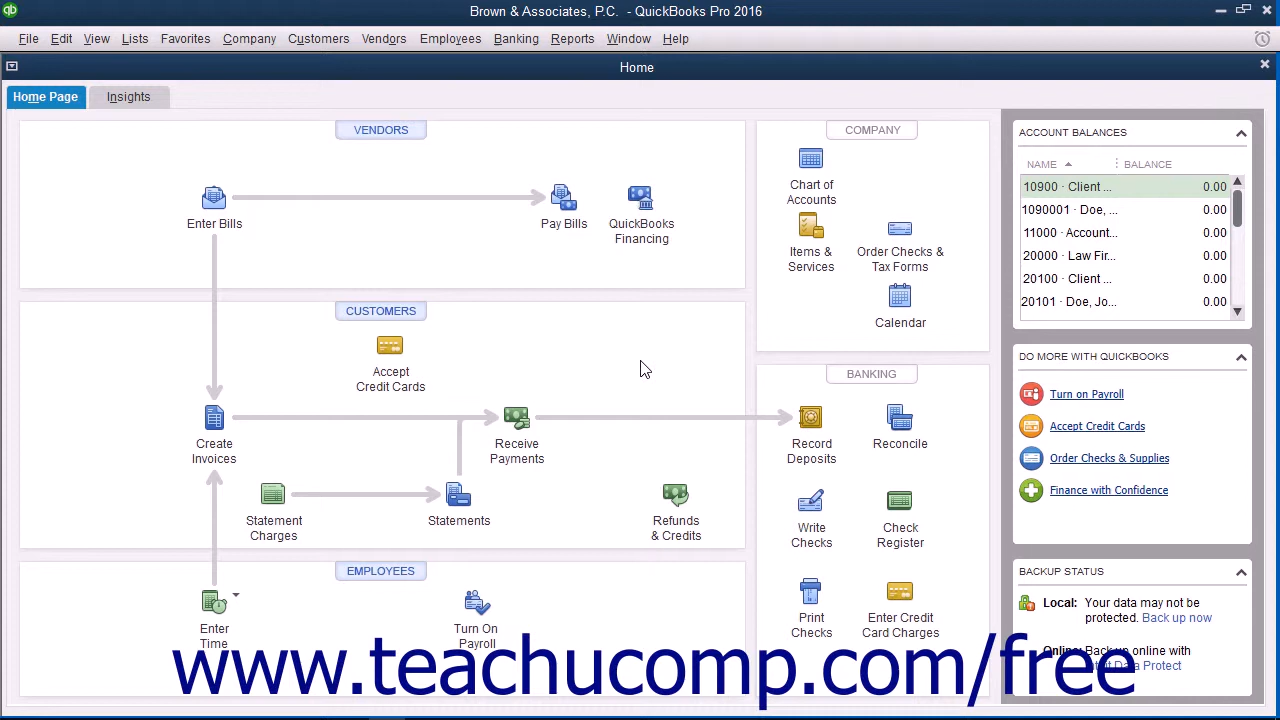 Brown & Associates, P.C. - QuickBooks Pro 2016
File Edit View Lists Favorites Company Customers Vendors Employees Banking Reports Window Help
Home
Home Page Insights
VENDORS
Enter Bills
Pay Bills
QuickBooks
Financing
CUSTOMERS
Accept
Credit Cards
Create
Invoices
Receive
Payments
Statement
Charges
Statements
Refunds
& Credits
EMPLOYEES
Enter
Time
Turn On
Payroll
COMPANY
Chart of
Accounts
Items &
Services
Order Checks &
Tax Forms
Calendar
BANKING
Record
Deposits
Reconcile
Write
Checks
Check
Register
Print
Checks
Enter Credit
Card Charges
ACCOUNT BALANCES
NAME BALANCE
10900 · Client ... 0.00
1090001 · Doe, ... 0.00
11000 · Account... 0.00
20000 · Law Fir... 0.00
20100 · Client ... 0.00
20101 · Doe, Jo... 0.00
DO MORE WITH QUICKBOOKS
Turn on Payroll
Accept Credit Cards
Order Checks & Supplies
Finance with Confidence
BACKUP STATUS
Local: Your data may not be
protected. Back up now
Online: Back up online with
Data Protect
www.teachucomp.com/free